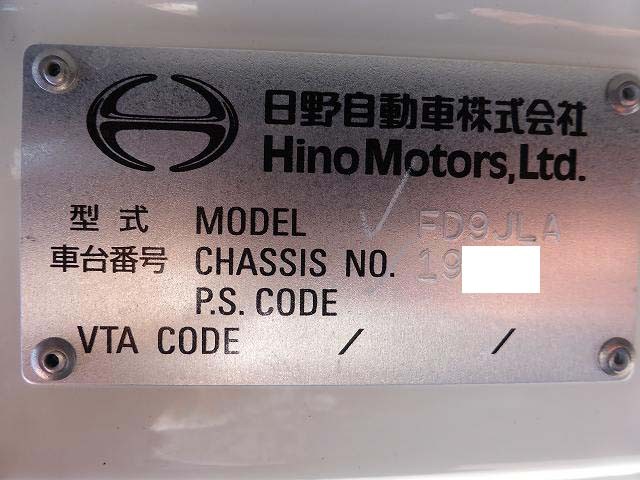 日野自動車株式会社
Hino Motors, Ltd.
型式 MODEL FD9JLA
車台番号 CHASSIS NO. 19
P.S. CODE
VTA CODE / /